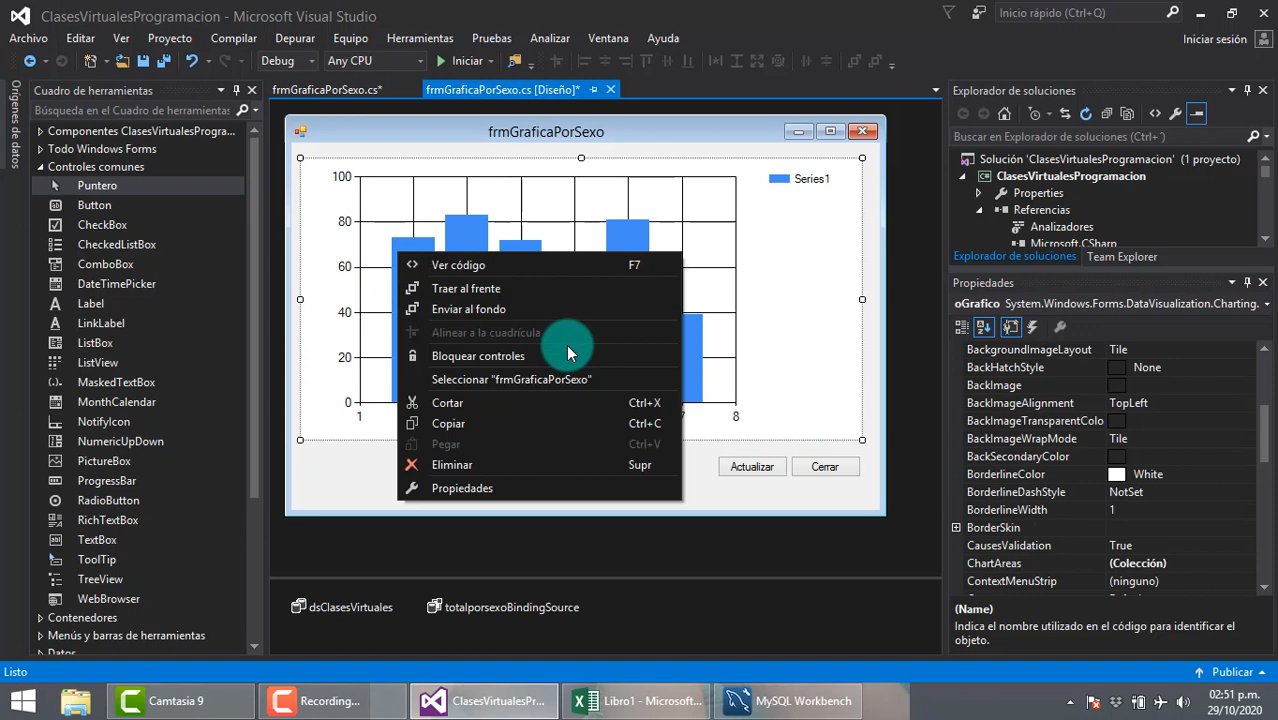 ClasesVirtualesProgramacion - Microsoft Visual Studio
Inicio rápido (Ctrl+Q)
Archivo Editar Ver Proyecto Compilar Depurar Equipo Herramientas Pruebas Analizar Ventana Ayuda
Iniciar sesión
Debug Any CPU Iniciar
Orígenes de datos
Cuadro de herramientas
Búsqueda en el Cuadro de herramientas
Componentes ClasesVirtualesProgra...
Todo Windows Forms
Controles comunes
Puntero
Button
CheckBox
CheckedListBox
ComboBox
DateTimePicker
Label
LinkLabel
ListBox
ListView
MaskedTextBox
MonthCalendar
NotifyIcon
NumericUpDown
PictureBox
ProgressBar
RadioButton
RichTextBox
TextBox
ToolTip
TreeView
WebBrowser
Contenedores
Menús y barras de herramientas
Datos
frmGraficaPorSexo.cs*
frmGraficaPorSexo.cs [Diseño]*
frmGraficaPorSexo
100
80
60
40
20
0
1
7
8
Series1
Ver código F7
Traer al frente
Enviar al fondo
Alinear a la cuadrícula
Bloquear controles
Seleccionar "frmGraficaPorSexo"
Cortar Ctrl+X
Copiar Ctrl+C
Pegar Ctrl+V
Eliminar Supr
Propiedades
Actualizar
Cerrar
dsClasesVirtuales
totalporsexoBindingSource
Explorador de soluciones
Buscar en Explorador de soluciones (Ctrl+´)
Solución 'ClasesVirtualesProgramacion' (1 proyecto)
ClasesVirtualesProgramacion
Properties
Referencias
Analizadores
Microsoft.CSharp
Explorador de soluciones Team Explorer
Propiedades
oGrafico System.Windows.Forms.DataVisualization.Charting.
BackgroundImageLayout Tile
BackHatchStyle None
BackImage
BackImageAlignment TopLeft
BackImageTransparentColo
BackImageWrapMode Tile
BackSecondaryColor
BorderlineColor White
BorderlineDashStyle NotSet
BorderlineWidth 1
BorderSkin
CausesValidation True
ChartAreas (Colección)
ContextMenuStrip (ninguno)
(Name)
Indica el nombre utilizado en el código para identificar el
objeto.
Listo
Publicar
Camtasia 9
Recording...
ClasesVirtualesPr...
Libro1 - Microsoft...
MySQL Workbench
02:51 p.m.
29/10/2020